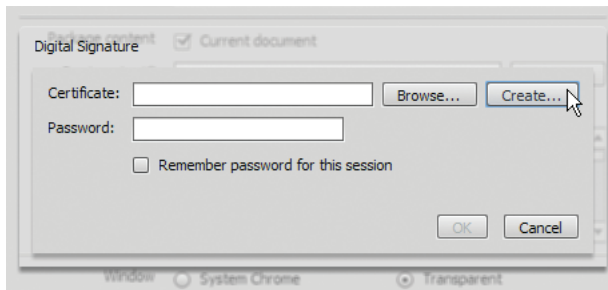 Package content Current document
Digital Signature
Certificate: Browse... Create...
Password:
Remember password for this session
OK Cancel
Window System Chrome Transparent